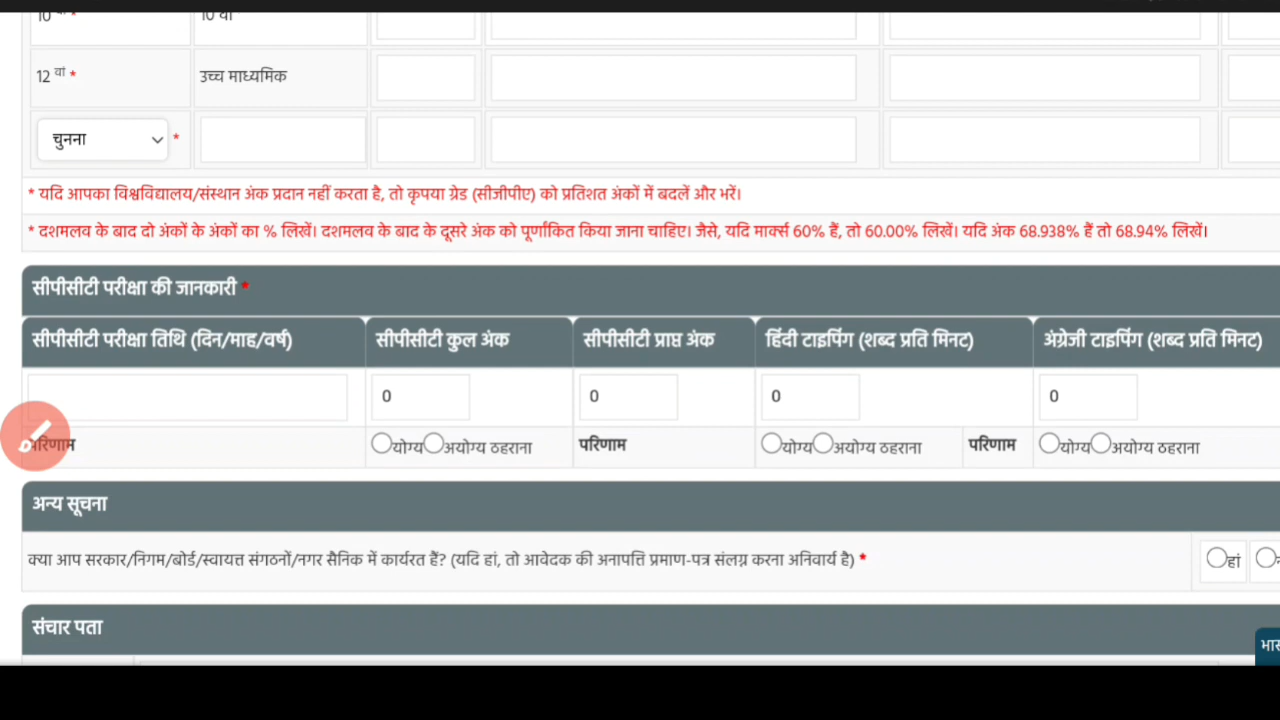 10 वां * 10 वां
12 वां * उच्च माध्यमिक
चुनना *
* यदि आपका विश्वविद्यालय/संस्थान अंक प्रदान नहीं करता है, तो कृपया ग्रेड (सीजीपीए) को प्रतिशत अंकों में बदलें और भरें।
* दशमलव के बाद दो अंकों के अंकों का % लिखें। दशमलव के बाद के दूसरे अंक को पूर्णांकित किया जाना चाहिए। जैसे, यदि मार्क्स 60% हैं, तो 60.00% लिखें। यदि अंक 68.938% हैं तो 68.94% लिखें।
सीपीसीटी परीक्षा की जानकारी *
सीपीसीटी परीक्षा तिथि (दिन/माह/वर्ष) सीपीसीटी कुल अंक सीपीसीटी प्राप्त अंक हिंदी टाइपिंग (शब्द प्रति मिनट) अंग्रेजी टाइपिंग (शब्द प्रति मिनट)
0 0 0 0
परिणाम योग्य अयोग्य ठहराना परिणाम योग्य अयोग्य ठहराना परिणाम योग्य अयोग्य ठहराना
अन्य सूचना
क्या आप सरकार/निगम/बोर्ड/स्वायत्त संगठनों/नगर सैनिक में कार्यरत हैं? (यदि हां, तो आवेदक की अनापत्ति प्रमाण-पत्र संलग्न करना अनिवार्य है) * हां
संचार पता